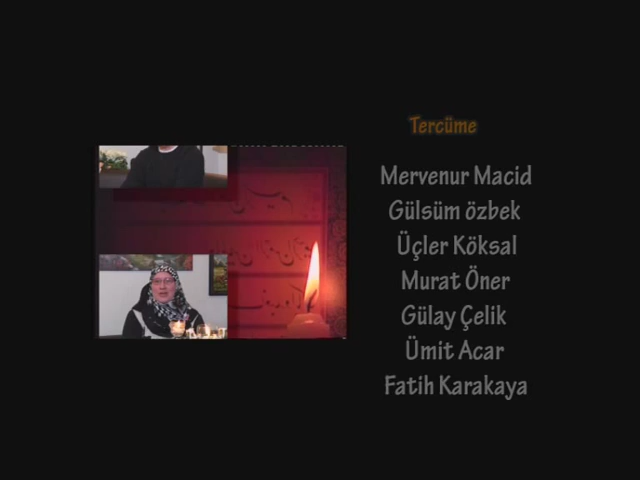 Tercüme
Mervenur Macid
Gülsüm özbek
Üçler Köksal
Murat Öner
Gülay Çelik
Ümit Acar
Fatih Karakaya